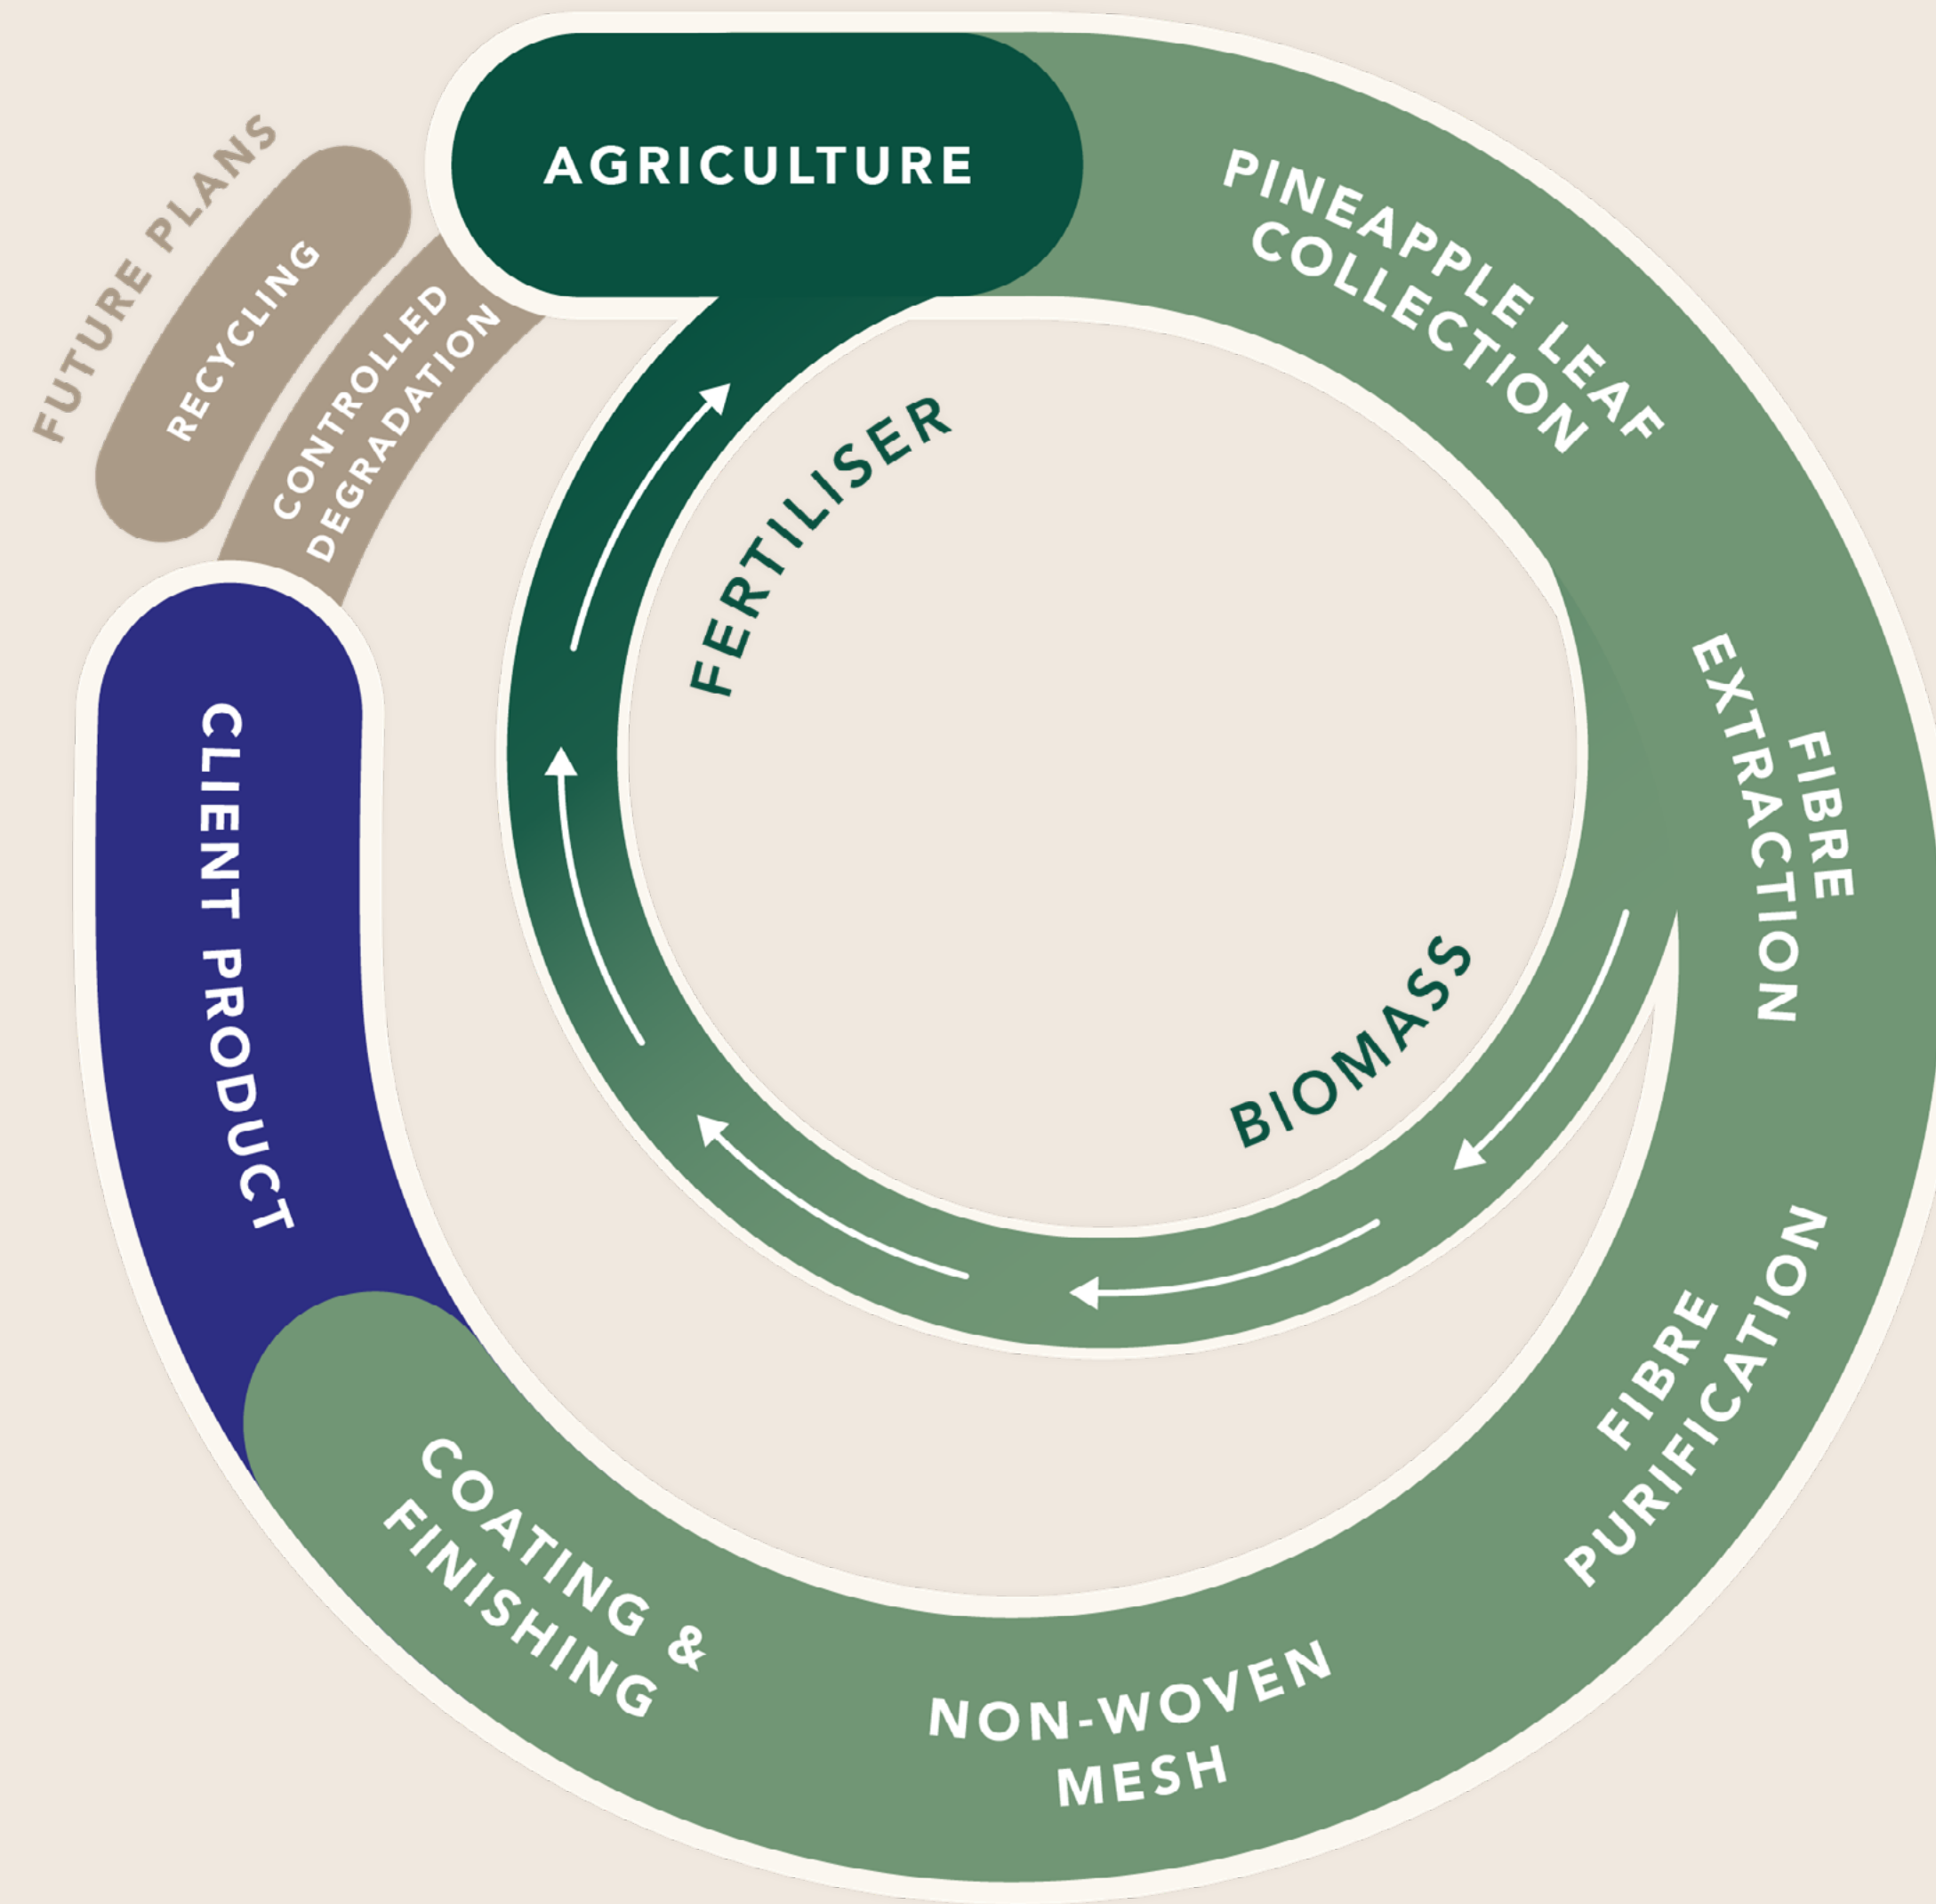 AGRICULTURE
PINEAPPLE LEAF
COLLECTION
FIBRE
EXTRACTION
FIBRE
PURIFICATION
NON-WOVEN
MESH
COATING &
FINISHING
CLIENT PRODUCT
CONTROLLED
DEGRADATION
RECYCLING
FUTURE PLANS
BIOMASS
FERTILISER